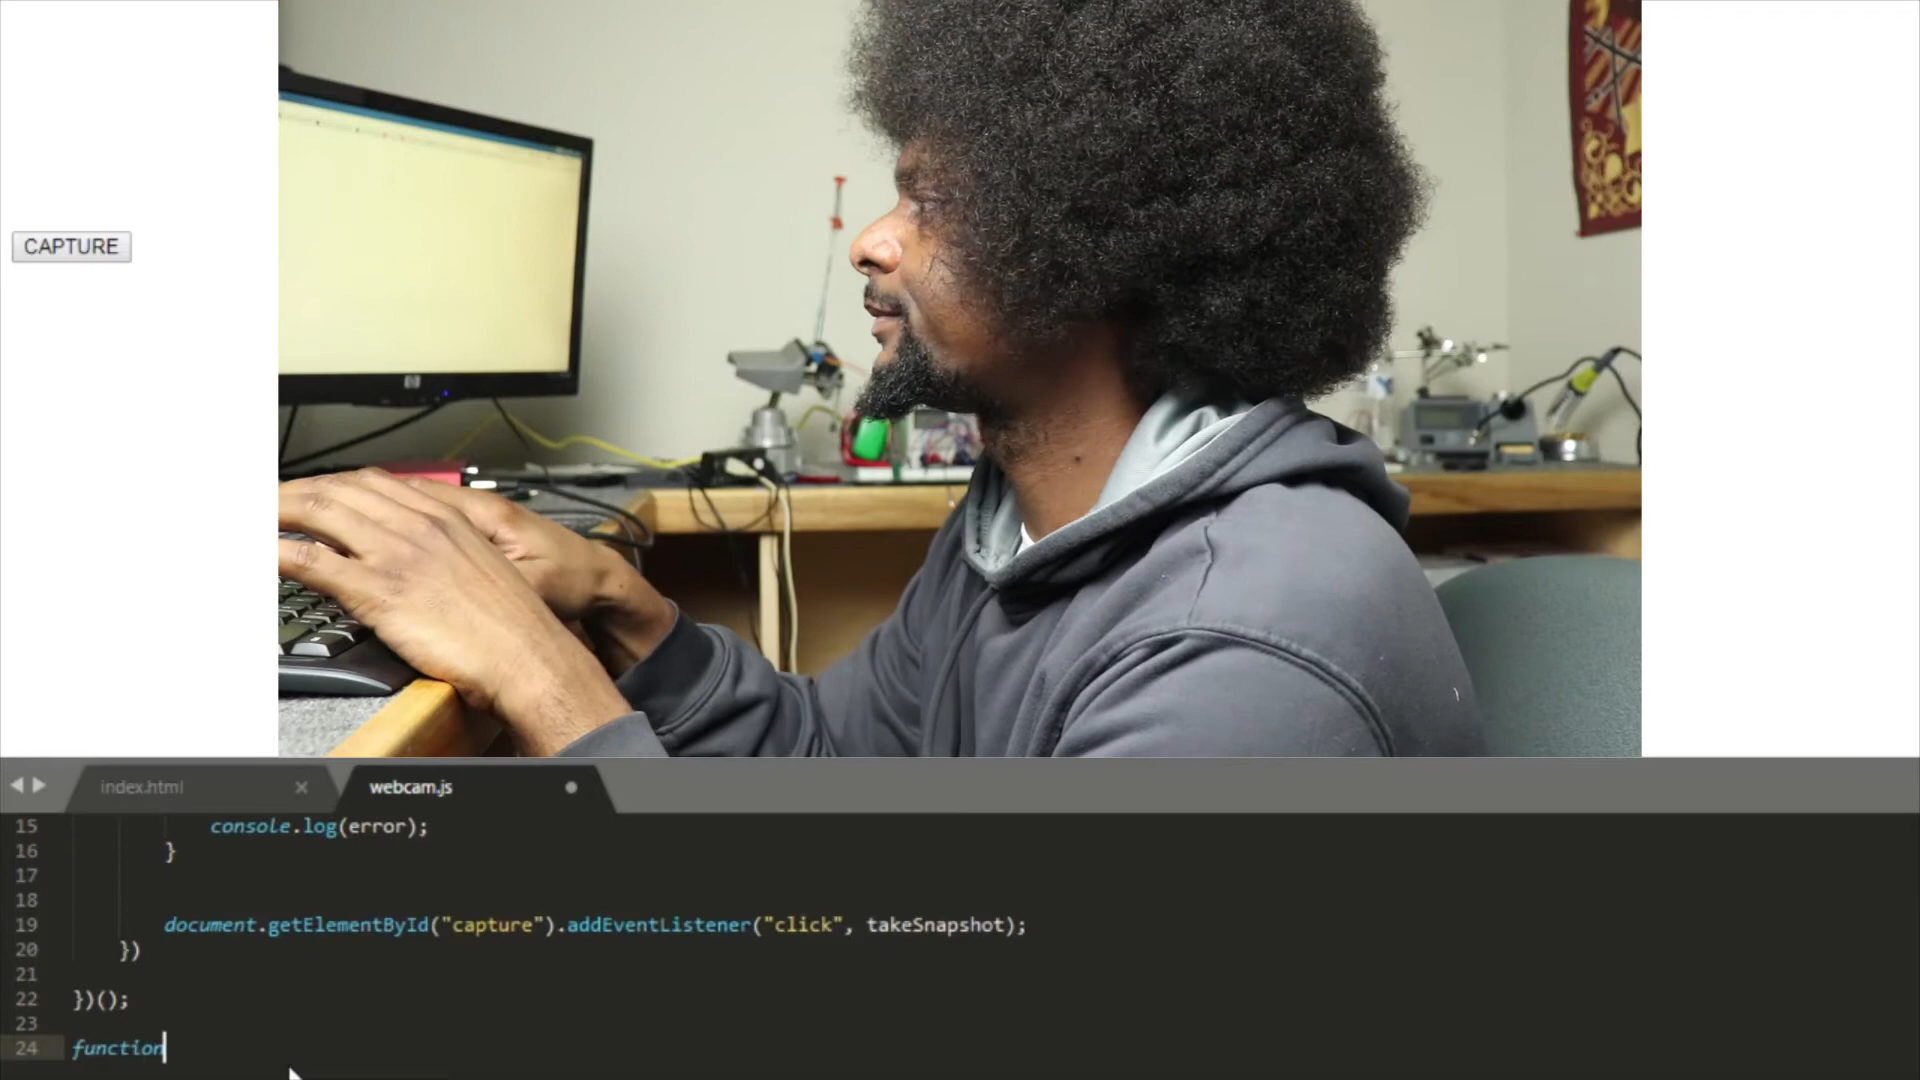 CAPTURE
index.html
webcam.js
15 console.log(error);
16 }
17
18
19 document.getElementById("capture").addEventListener("click", takeSnapshot);
20 })
21
22 })();
23
24 function
hp